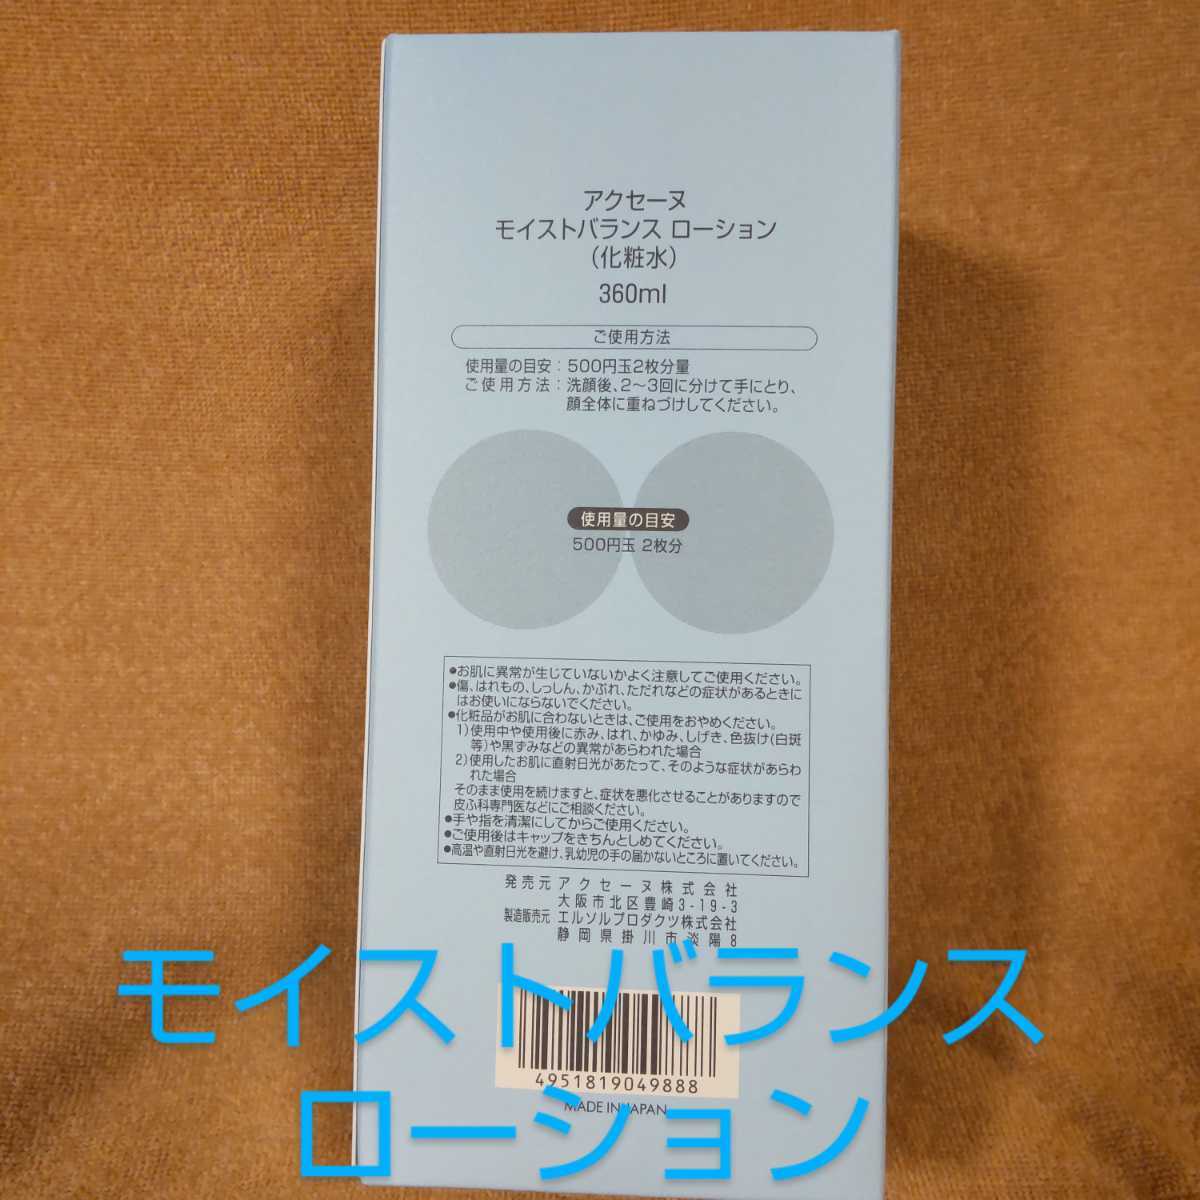 アクセーヌ
モイストバランス ローション
(化粧水)
360ml
ご使用方法
使用量の目安：500円玉2枚分量
ご使用方法：洗顔後、2〜3回に分けて手にとり、
顔全体に重ねづけしてください。
使用量の目安
500円玉 2枚分
●お肌に異常が生じていないかよく注意してご使用ください。
●傷、はれもの、しっしん、かぶれ、ただれなどの症状があるときに
はお使いにならないでください。
●化粧品がお肌に合わないときは、ご使用をおやめください。
1)使用中や使用後に赤み、はれ、かゆみ、しげき、色抜け(白斑
等)や黒ずみなどの異常があらわれた場合
2)使用したお肌に直射日光があたって、そのような症状があらわ
れた場合
そのまま使用を続けますと、症状を悪化させることがありますので
皮ふ科専門医などにご相談ください。
●手や指を清潔にしてからご使用ください。
●ご使用後はキャップをきちんとしめてください。
●高温や直射日光を避け、乳幼児の手の届かないところに置いてください。
発売元 アクセーヌ株式会社
大阪市北区豊崎3-19-3
製造販売元 エルソルプロダクツ株式会社
静岡県掛川市淡陽8
モイストバランス
4951819049888
MADE IN JAPAN
ローション